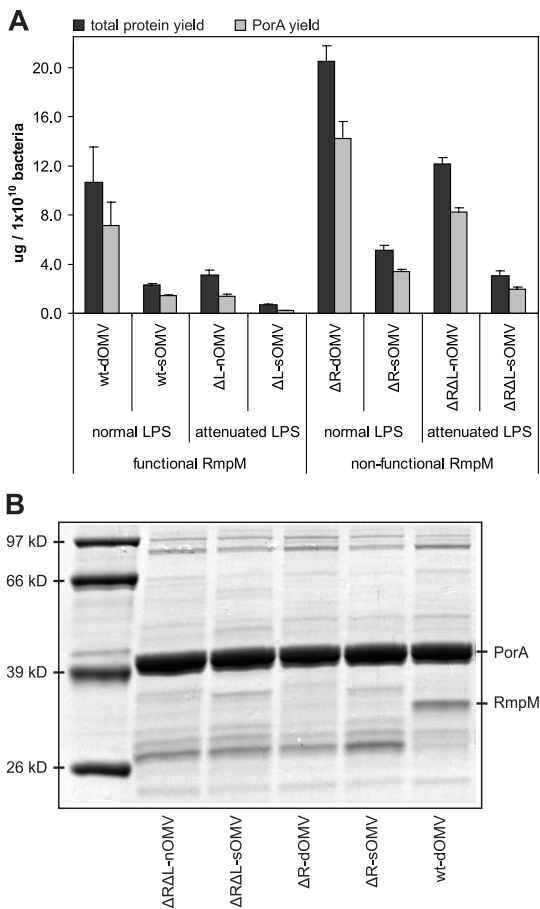 A
total protein yield PorA yield
ug / 1x10^10 bacteria
20.0
16.0
12.0
8.0
4.0
0.0
wt-dOMV
wt-sOMV
ΔL-nOMV
ΔL-sOMV
ΔR-dOMV
ΔR-sOMV
ΔRΔL-nOMV
ΔRΔL-sOMV
normal LPS attenuated LPS normal LPS attenuated LPS
functional RmpM non-functional RmpM
B
97 kD
66 kD
39 kD
26 kD
PorA
RmpM
ΔRΔL-nOMV
ΔRΔL-sOMV
ΔR-dOMV
ΔR-sOMV
wt-dOMV